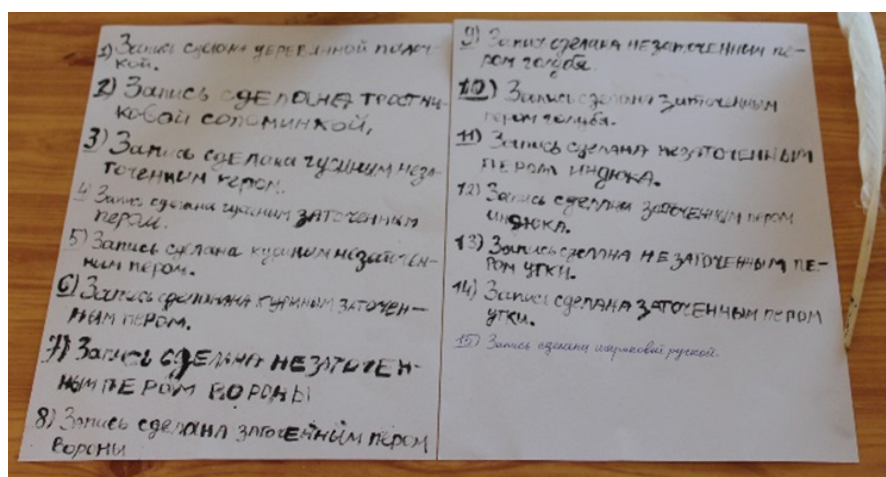 1) Запись сделана деревянной палоч-
кой.
2) Запись сделана тростни-
ковой соломинкой.
3) Запись сделана гусиным неза-
точенным пером.
4) Запись сделана гусиным заточенным
пером.
5) Запись сделана куриным незаточен-
ным пером.
6) Запись сделана куриным заточен-
ным пером.
7) Запись сделана незаточен-
ным пером вороны
8) Запись сделана заточенным пером
вороны
9) Запись сделана незаточенным пе-
ром голубя.
10) Запись сделана заточенным
пером голубя.
11) Запись сделана незаточенным
пером индюка.
12) Запись сделана заточенным пером
индюка.
13) Запись сделана незаточенным пе-
ром утки.
14) Запись сделана заточенным пером
утки.
15) Запись сделана шариковой ручкой.